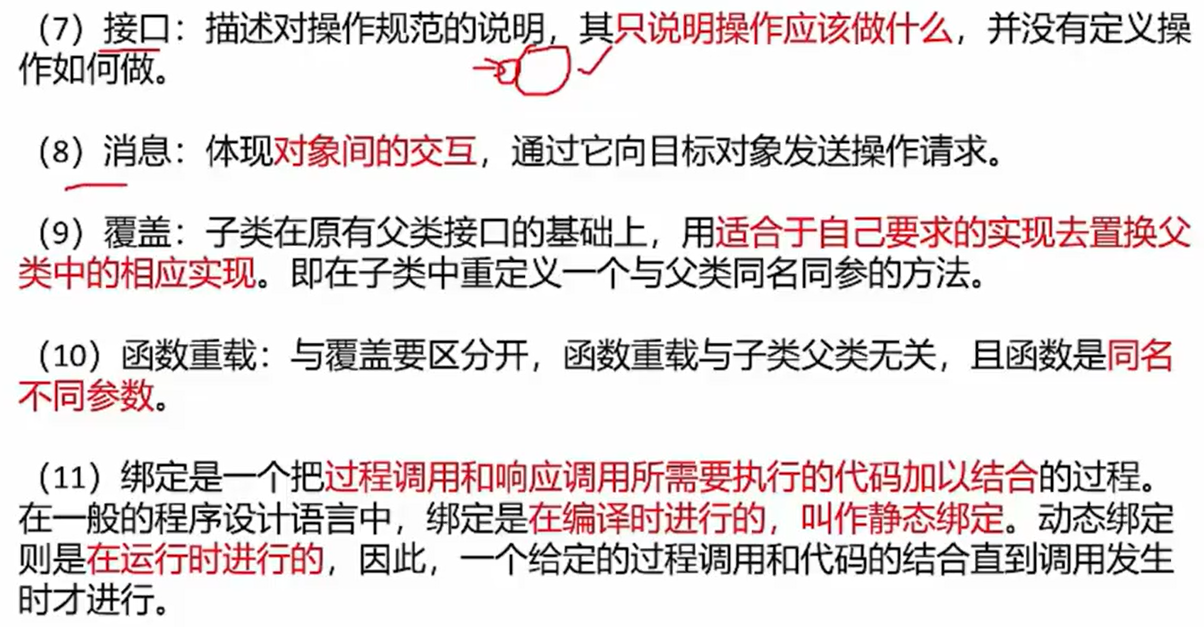 （7）接口：描述对操作规范的说明，其只说明操作应该做什么，并没有定义操
作如何做。
（8）消息：体现对象间的交互，通过它向目标对象发送操作请求。
（9）覆盖：子类在原有父类接口的基础上，用适合于自己要求的实现去置换父
类中的相应实现。即在子类中重定义一个与父类同名同参的方法。
（10）函数重载：与覆盖要区分开，函数重载与子类父类无关，且函数是同名
不同参数。
（11）绑定是一个把过程调用和响应调用所需要执行的代码加以结合的过程。
在一般的程序设计语言中，绑定是在编译时进行的，叫作静态绑定。动态绑定
则是在运行时进行的，因此，一个给定的过程调用和代码的结合直到调用发生
时才进行。